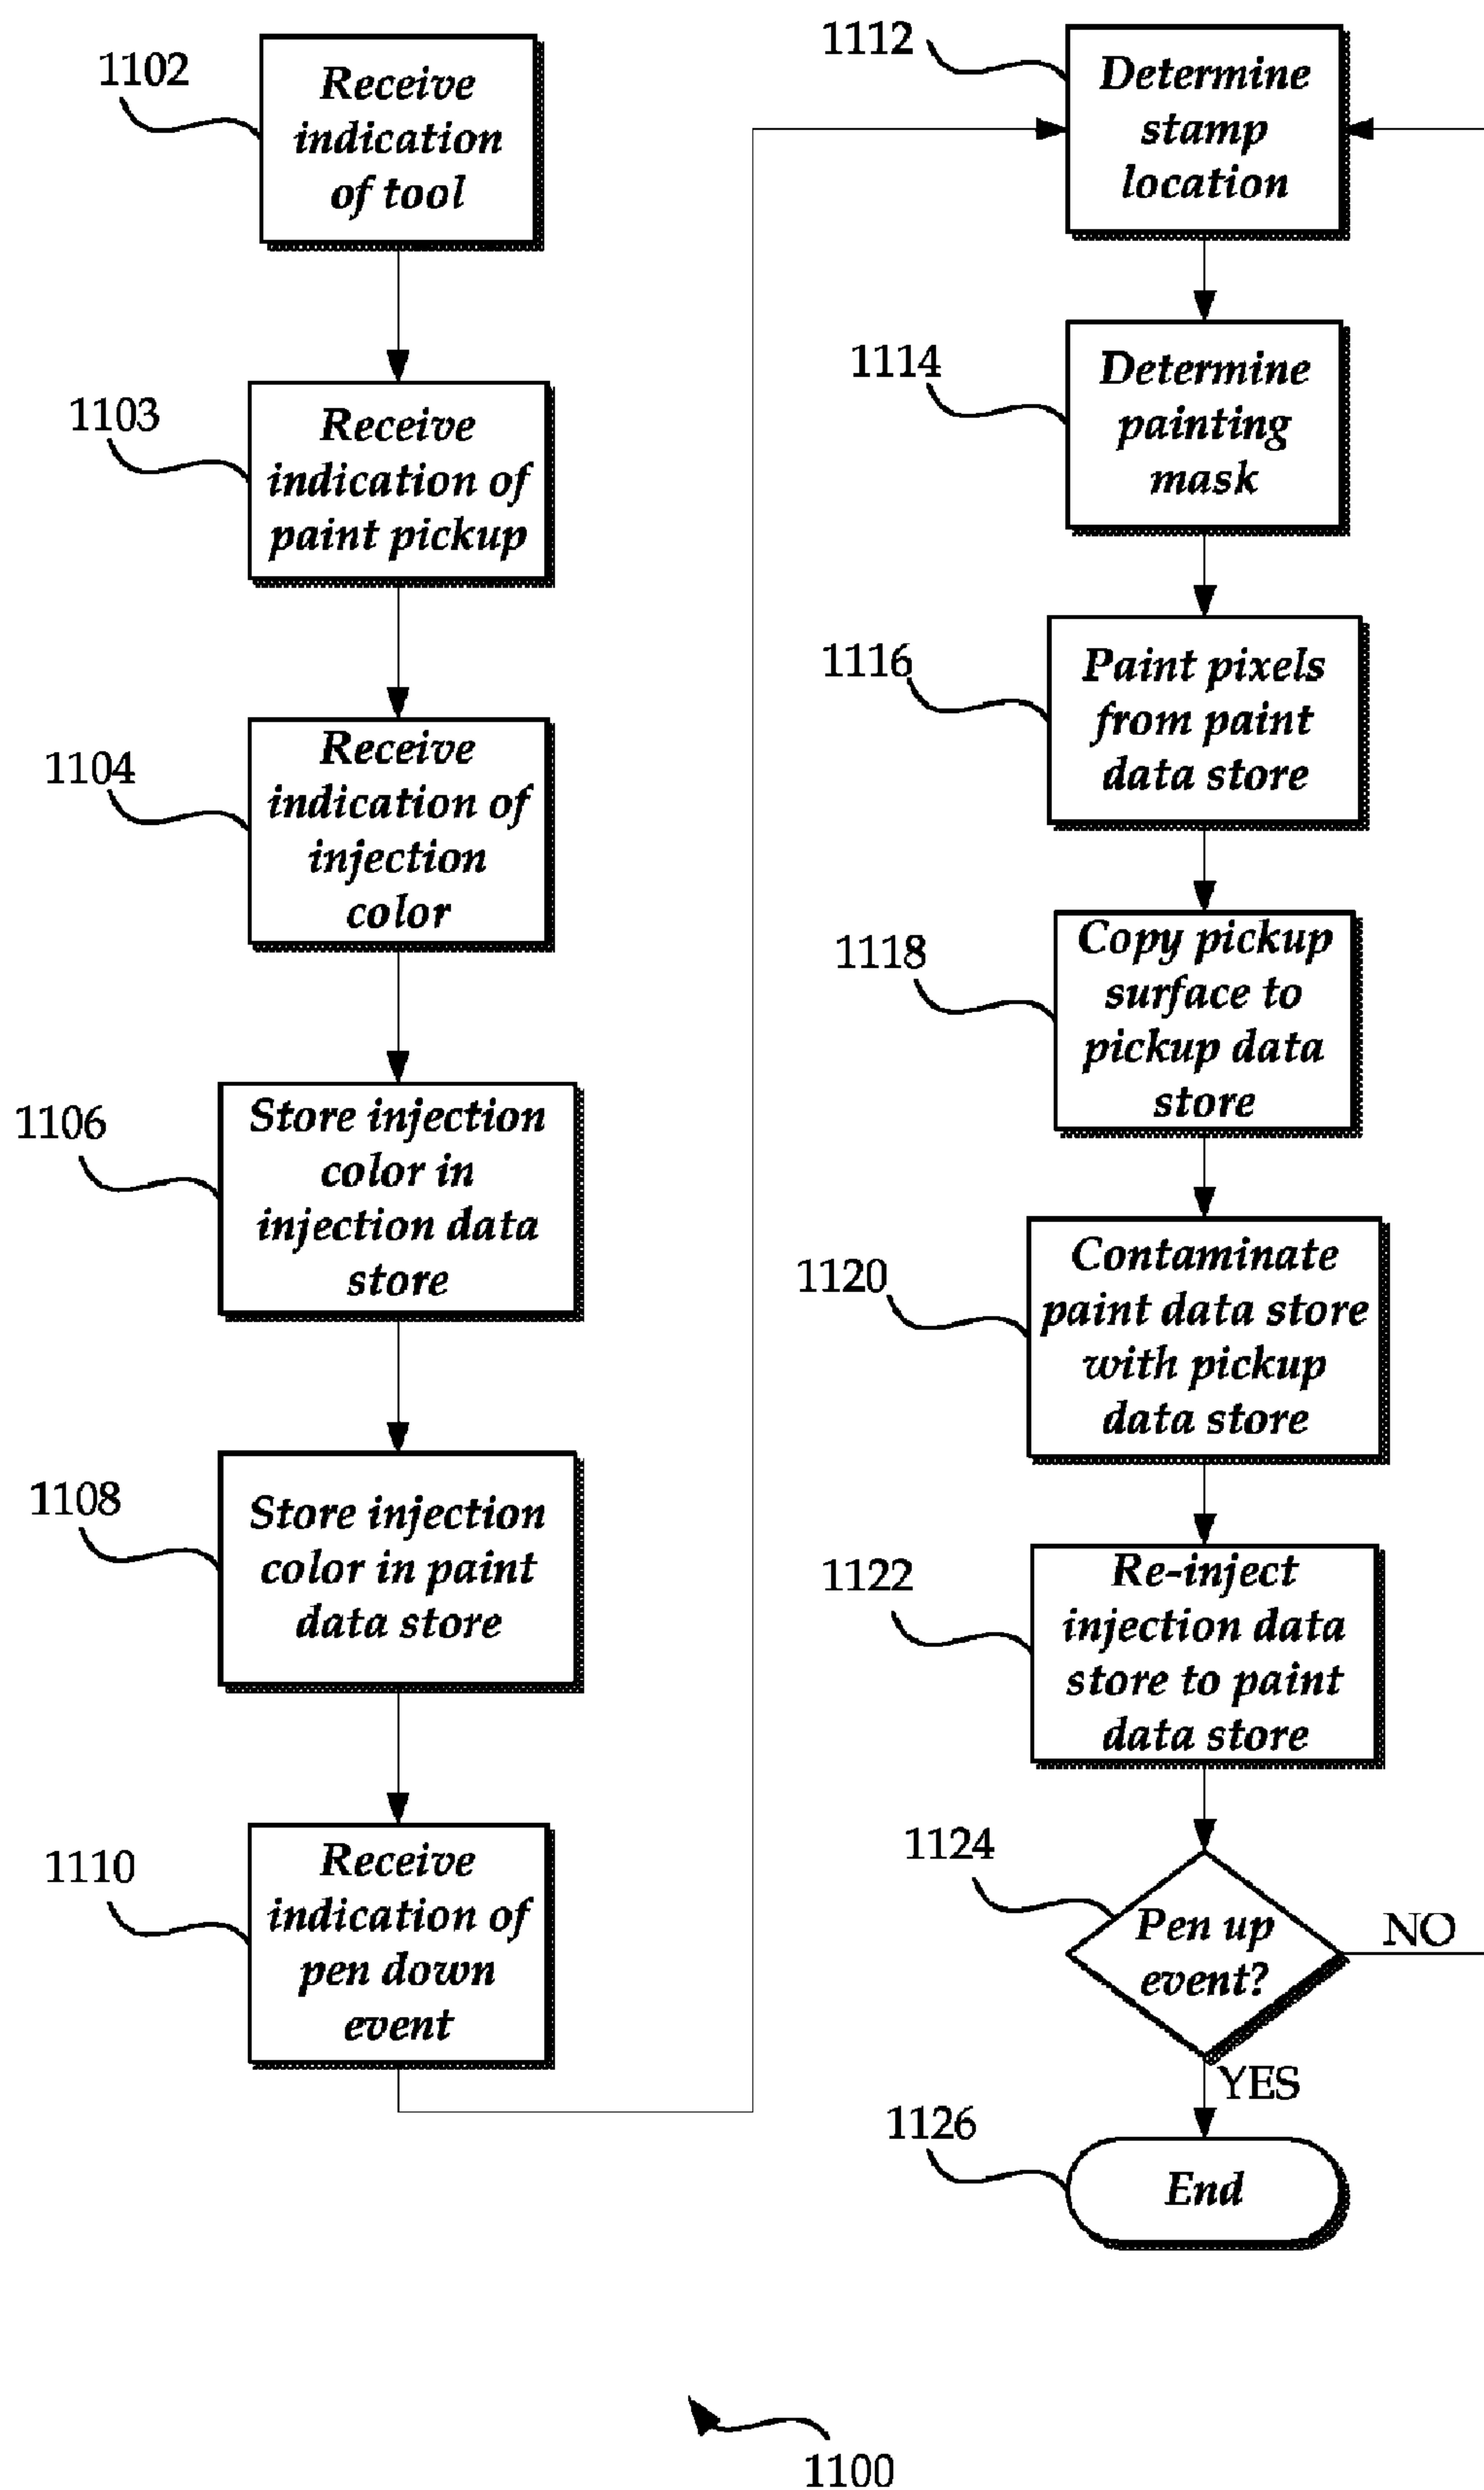 1102
Receive
indication
of tool
1103
Receive
indication of
paint pickup
1104
Receive
indication of
injection
color
1106
Store injection
color in
injection data
store
1108
Store injection
color in paint
data store
1110
Receive
indication of
pen down
event
1112
Determine
stamp
location
1114
Determine
painting
mask
1116
Paint pixels
from paint
data store
1118
Copy pickup
surface to
pickup data
store
1120
Contaminate
paint data store
with pickup
data store
1122
Re-inject
injection data
store to paint
data store
1124
Pen up
event?
NO
YES
1126
End
1100